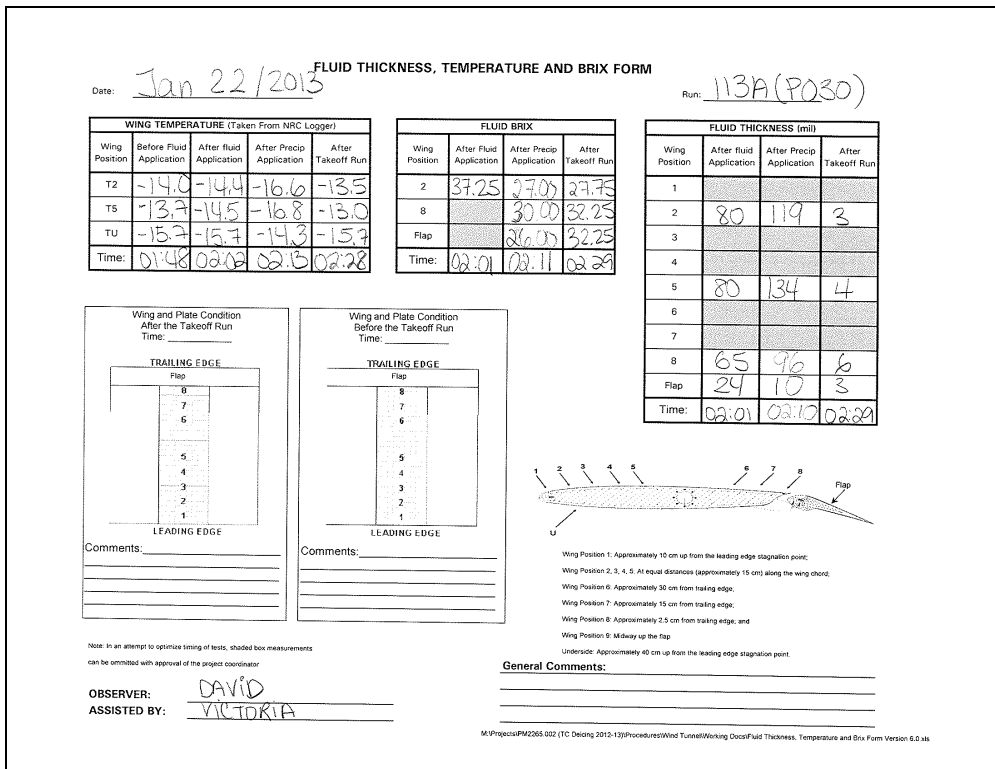 FLUID THICKNESS, TEMPERATURE AND BRIX FORM
Date: Jan 22/2013
Run: 113A (P030)
WING TEMPERATURE (Taken From NRC Logger)
Wing Position Before Fluid Application After fluid Application After Precip Application After Takeoff Run
T2 -14.0 -14.4 -16.6 -13.5
T5 -13.7 -14.5 -16.8 -13.0
TU -15.7 -15.7 -14.3 -15.7
Time: 01:48 02:02 02:13 02:28
FLUID BRIX
Wing Position After Fluid Application After Precip Application After Takeoff Run
2 37.25 27.00 27.75
8 30.00 32.25
Flap 26.00 32.25
Time: 02:01 02:11 02:29
FLUID THICKNESS (mil)
Wing Position After fluid Application After Precip Application After Takeoff Run
1
2 80 119 3
3
4
5 80 134 4
6
7
8 65 96 6
Flap 24 10 3
Time: 02:01 02:10 02:29
Wing and Plate Condition
After the Takeoff Run
Time:
TRAILING EDGE
Flap
8
7
6
5
4
3
2
1
LEADING EDGE
Comments:
Wing and Plate Condition
Before the Takeoff Run
Time:
TRAILING EDGE
Flap
8
7
6
5
4
3
2
1
LEADING EDGE
Comments:
1 2 3 4 5 6 7 8
Flap
U
Wing Position 1: Approximately 10 cm up from the leading edge stagnation point;
Wing Position 2, 3, 4, 5: At equal distances (approximately 15 cm) along the wing chord;
Wing Position 6: Approximately 30 cm from trailing edge;
Wing Position 7: Approximately 15 cm from trailing edge;
Wing Position 8: Approximately 2.5 cm from trailing edge; and
Wing Position 9: Midway up the flap
Underside: Approximately 40 cm up from the leading edge stagnation point.
Note: In an attempt to optimize timing of tests, shaded box measurements
can be ommitted with approval of the project coordinator
General Comments:
OBSERVER: DAVID
ASSISTED BY: VICTORIA
M:\Projects\PM2265.002 (TC Deicing 2012-13)\Procedures\Wind Tunnel\Working Docs\Fluid Thickness, Temperature and Brix Form Version 6.0.xls